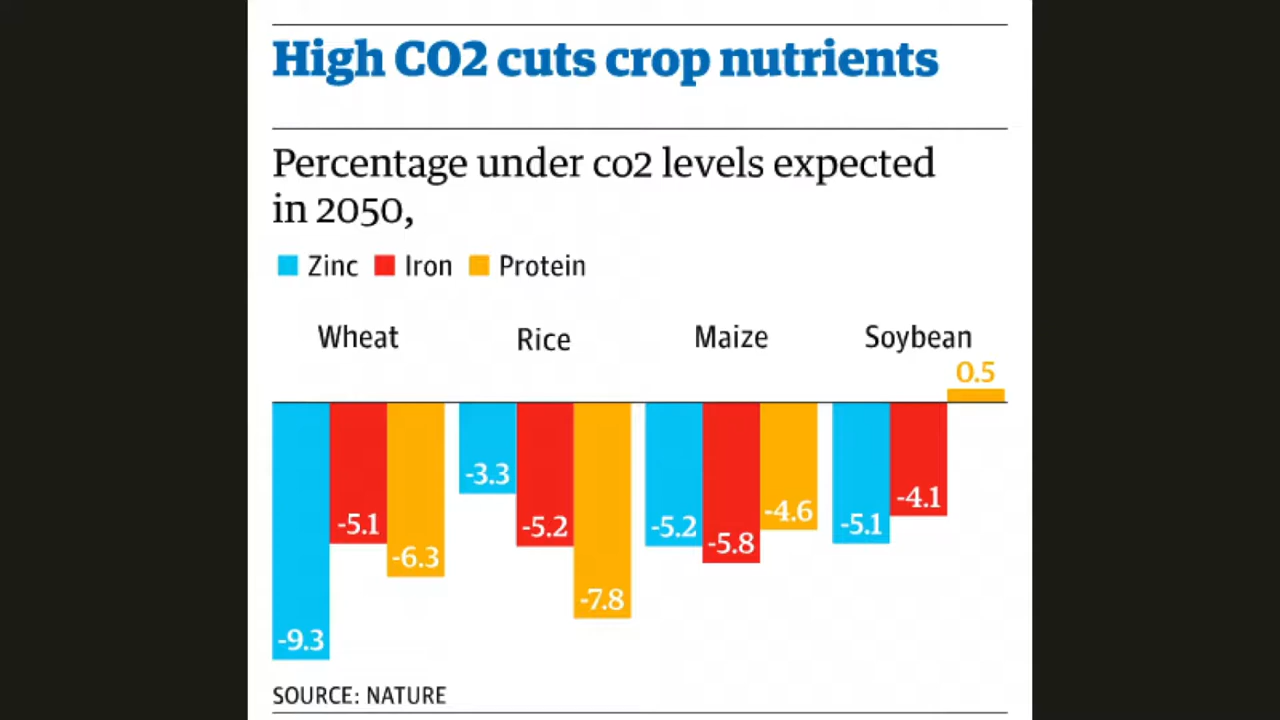 High CO2 cuts crop nutrients
Percentage under co2 levels expected
in 2050,
Zinc Iron Protein
Wheat Rice Maize Soybean
0.5
-9.3 -5.1 -6.3 -3.3 -5.2 -7.8 -5.2 -5.8 -4.6 -5.1 -4.1
SOURCE: NATURE